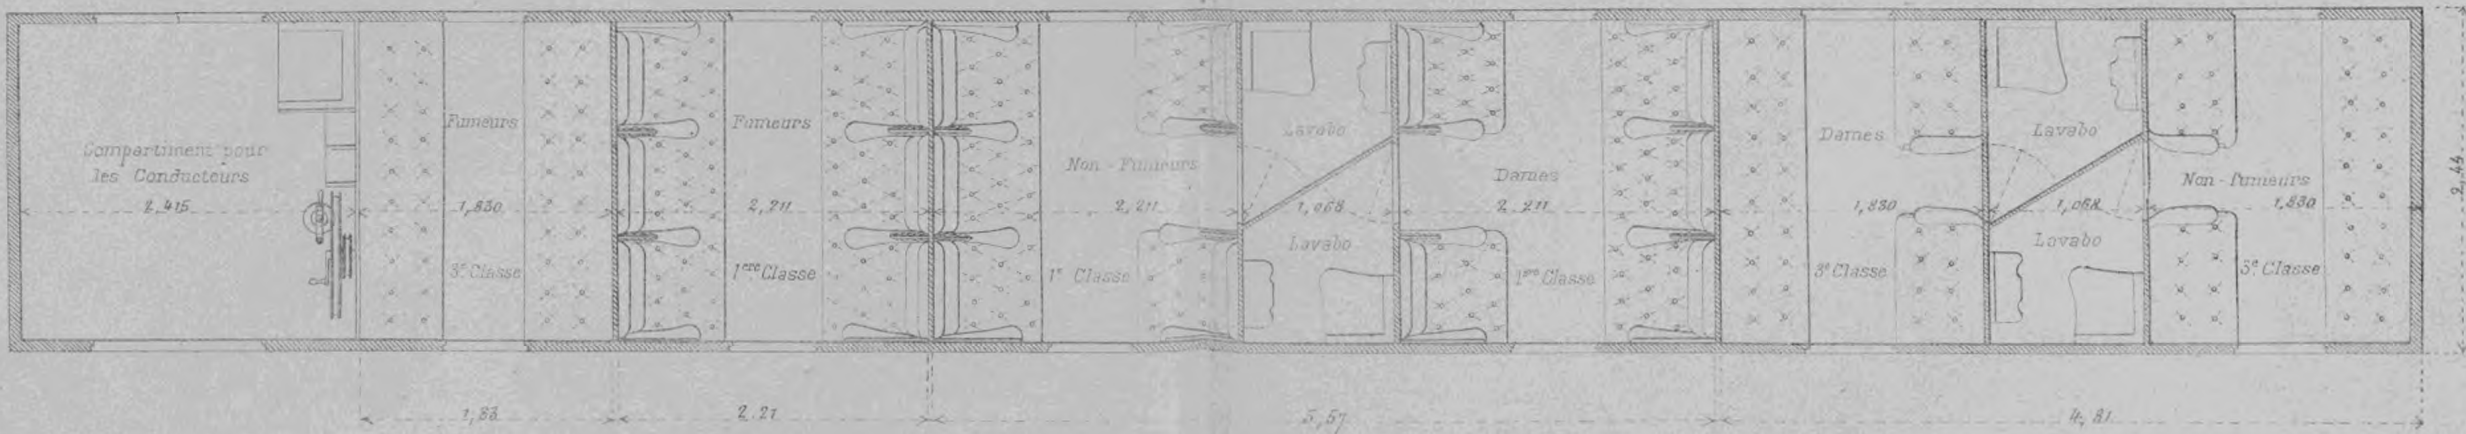 Compartiment pour
les Conducteurs
2,415
Fumeurs
1,830
3e Classe
Fumeurs
2,211
1ere Classe
Non-Fumeurs
2,211
1e Classe
Lavabo
1,068
Lavabo
Dames
2 211
1ere Classe
Dames
1,830
3e Classe
Lavabo
1,068
Lavabo
Non-Fumeurs
1,830
3e Classe
2,44
1,83
2.21
5,57
4,81